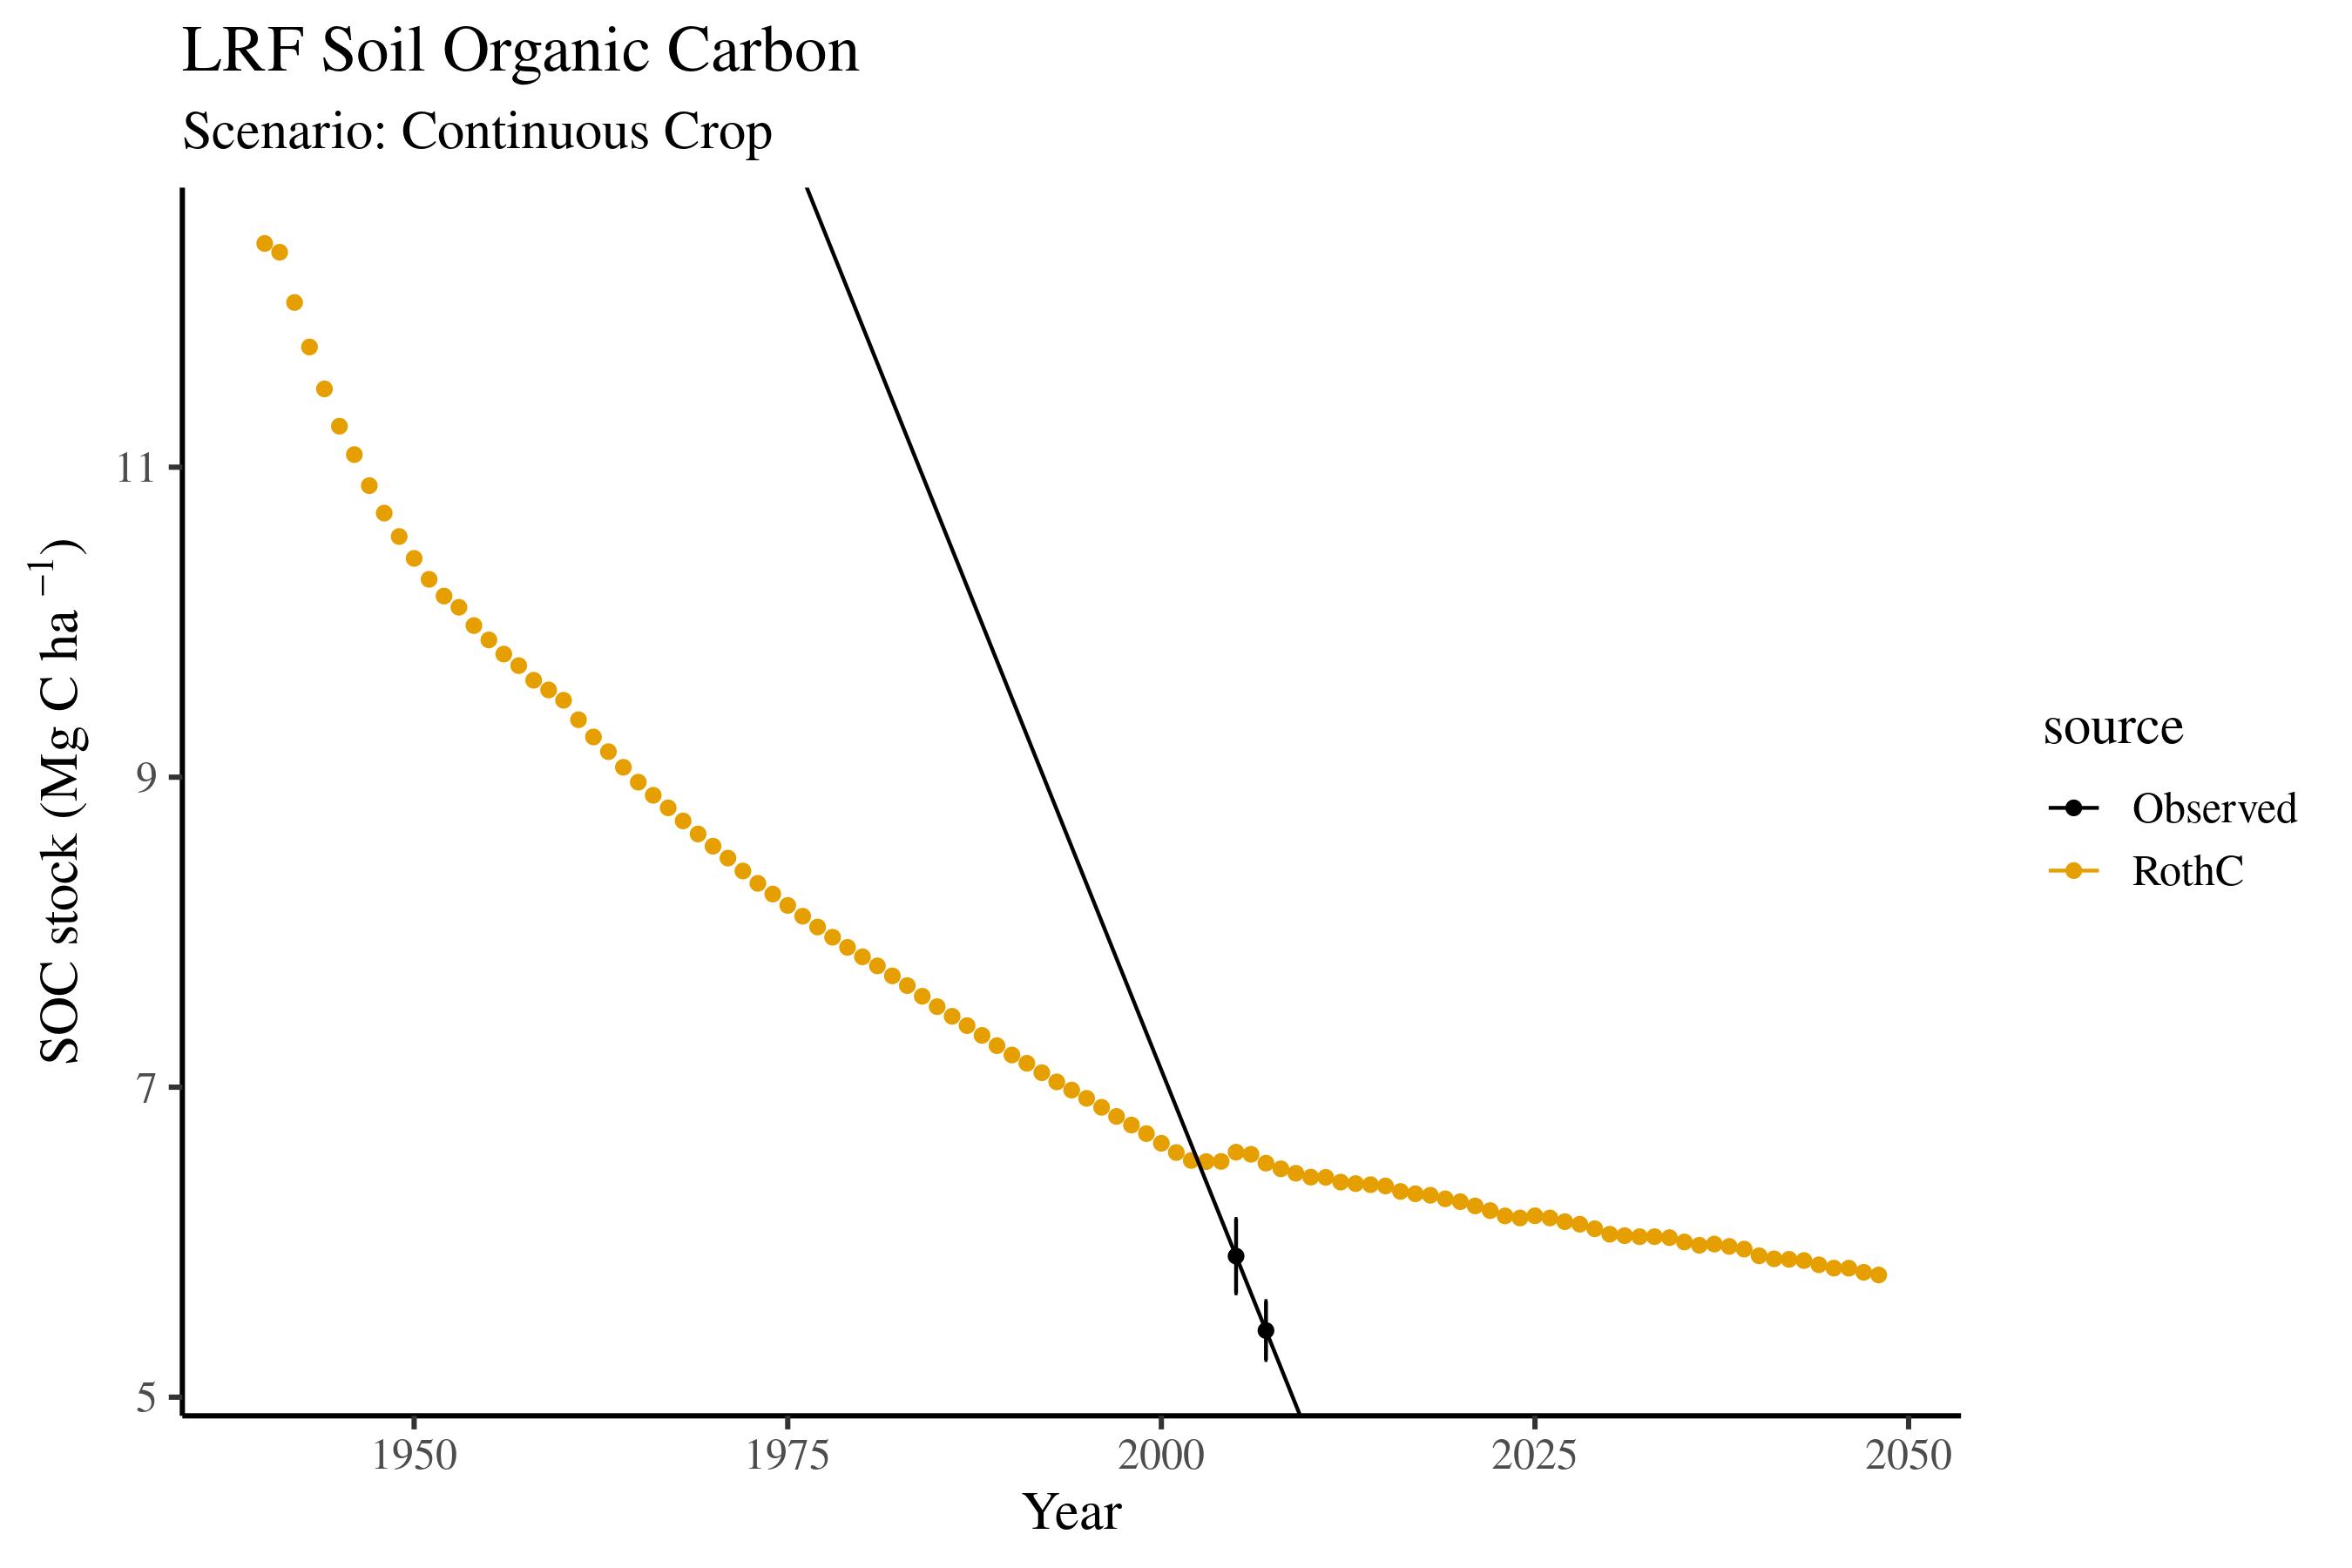 LRF Soil Organic Carbon
Scenario: Continuous Crop
SOC stock (Mg C ha⁻¹)
11
9
7
5
1950
1975
2000
2025
2050
Year
source
Observed
RothC